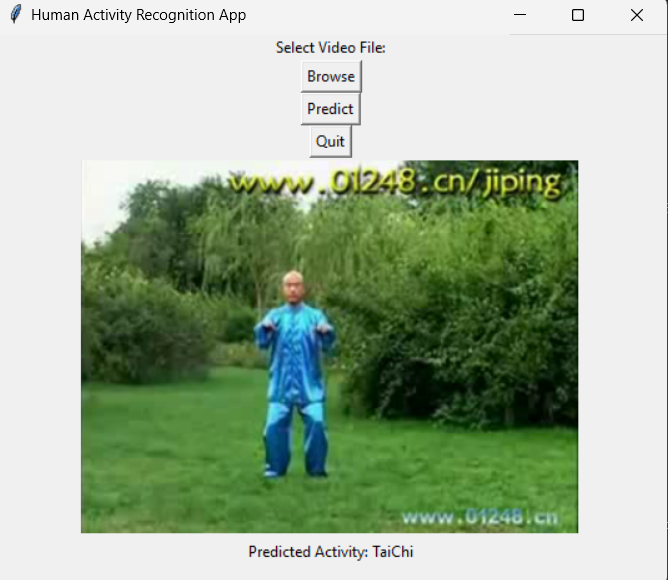 Human Activity Recognition App
Select Video File:
Browse
Predict
Quit
www.01248.cn/jiping
www.01248.cn
Predicted Activity: TaiChi